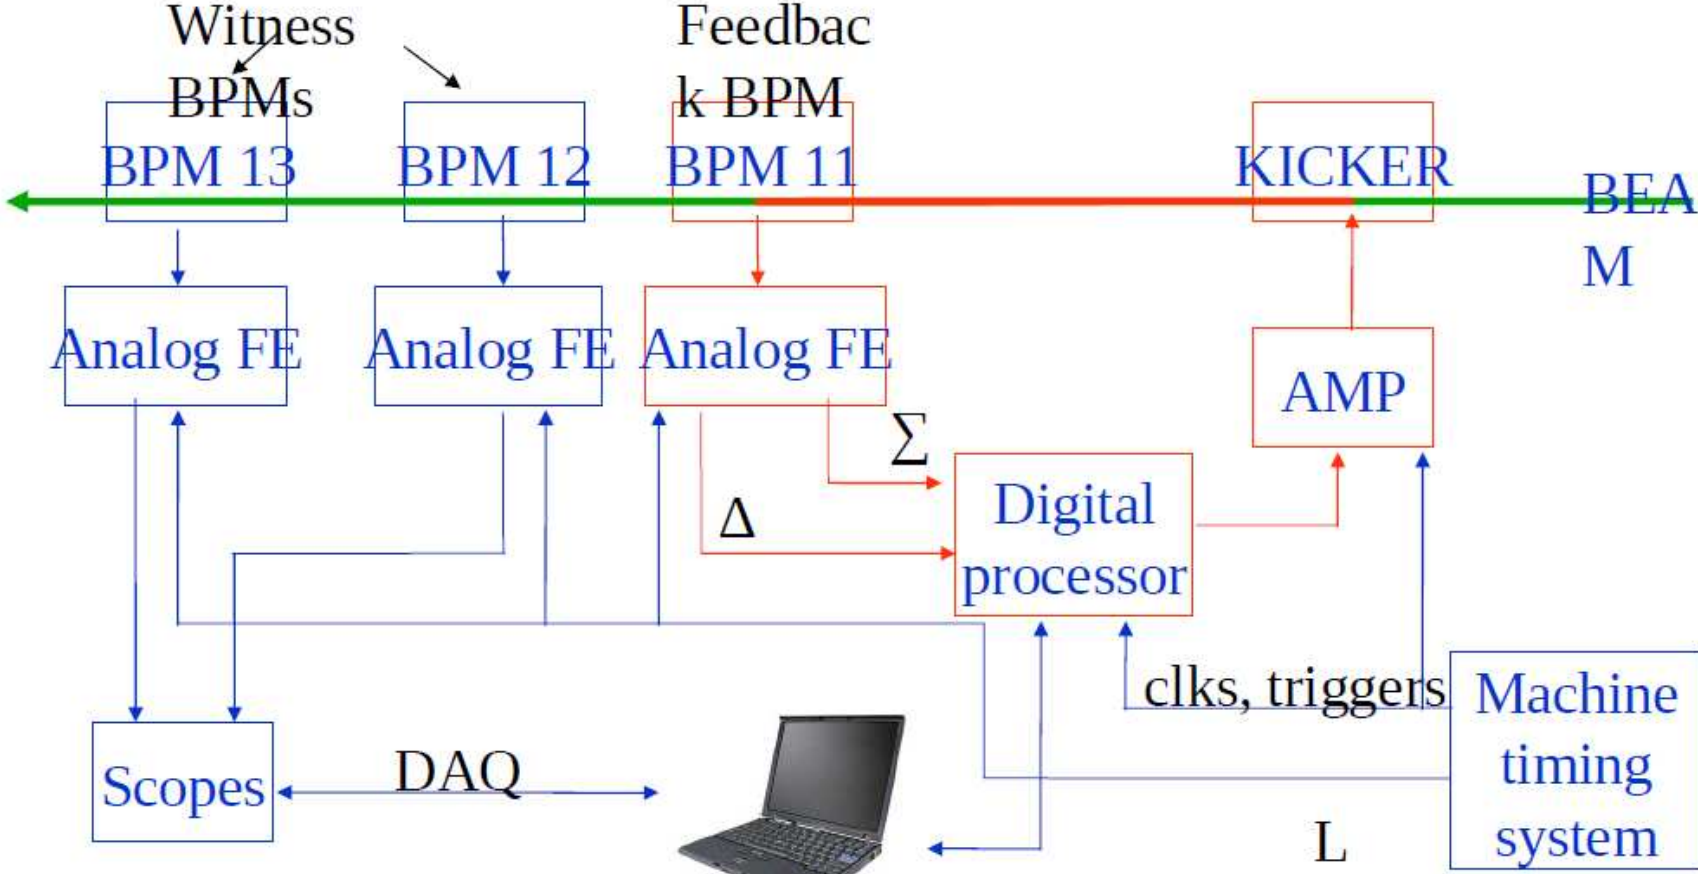 Witness
BPMs
Feedbac
k BPM
BPM 13
BPM 12
BPM 11
KICKER
BEA
M
Analog FE
Analog FE
Analog FE
AMP
∑
Δ
Digital
processor
clks, triggers
Machine
timing
system
Scopes
DAQ
L